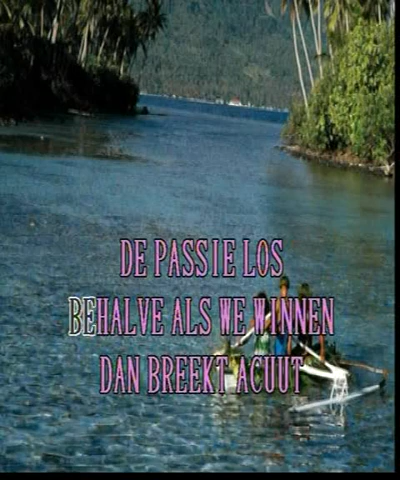 DE PASSIE LOS
BEHALVE ALS WE WINNEN
DAN BREEKT ACUUT